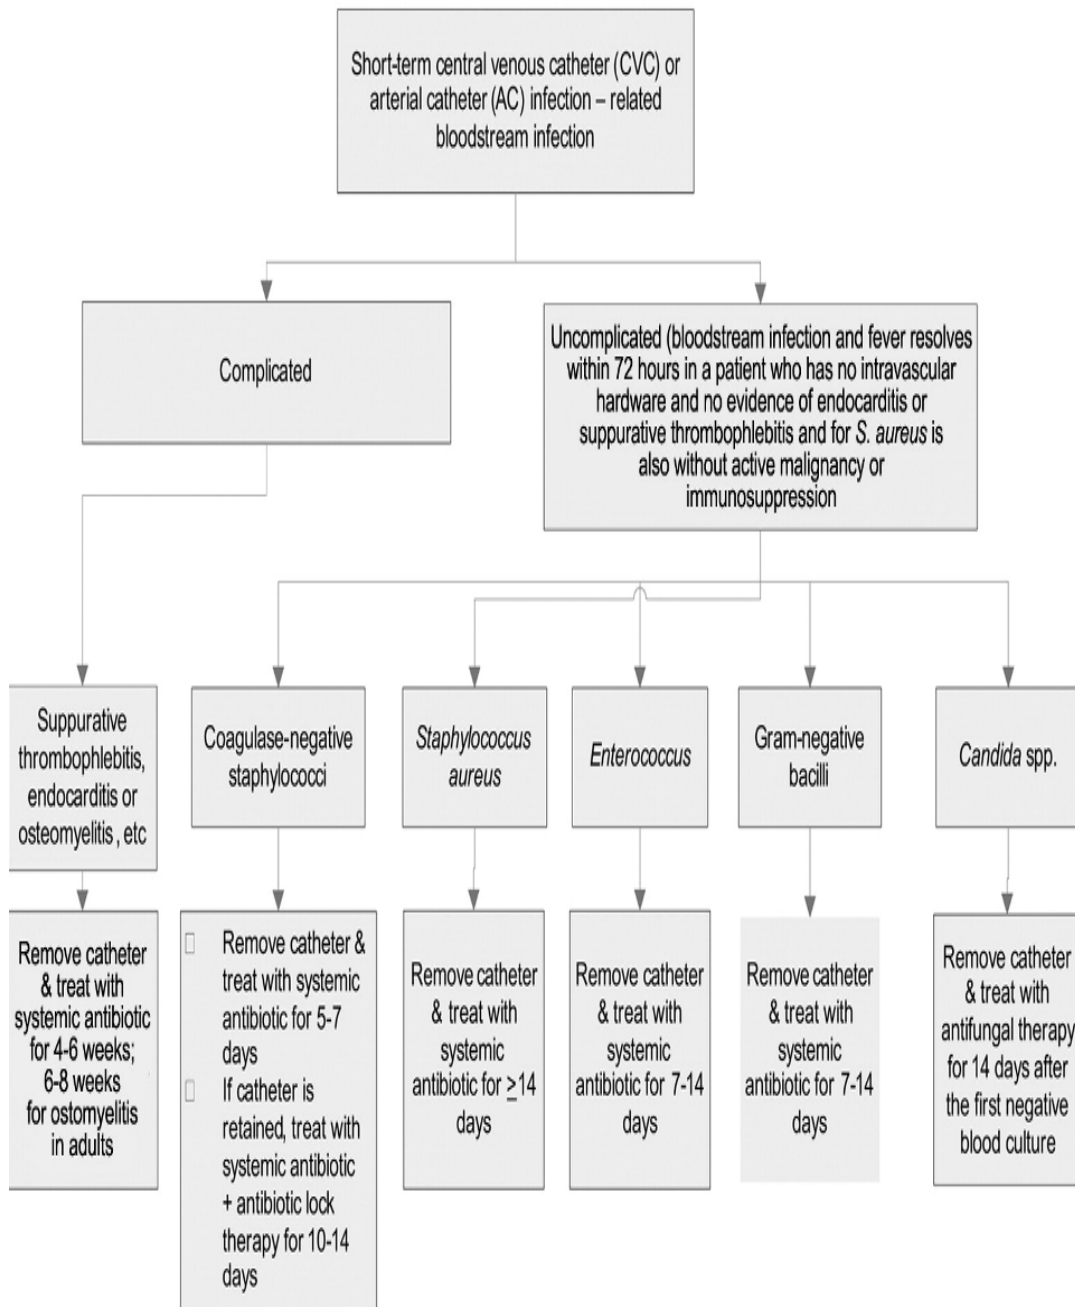 Short-term central venous catheter (CVC) or
arterial catheter (AC) infection – related
bloodstream infection
Complicated
Uncomplicated (bloodstream infection and fever resolves
within 72 hours in a patient who has no intravascular
hardware and no evidence of endocarditis or
suppurative thrombophlebitis and for S. aureus is
also without active malignancy or
immunosuppression
Suppurative
thrombophlebitis,
endocarditis or
osteomyelitis, etc
Coagulase-negative
staphylococci
Staphylococcus
aureus
Enterococcus
Gram-negative
bacilli
Candida spp.
Remove catheter
& treat with
systemic antibiotic
for 4-6 weeks;
6-8 weeks
for ostomyelitis
in adults
Remove catheter &
treat with systemic
antibiotic for 5-7
days
If catheter is
retained, treat with
systemic antibiotic
+ antibiotic lock
therapy for 10-14
days
Remove catheter
& treat with
systemic
antibiotic for ≥14
days
Remove catheter
& treat with
systemic
antibiotic for 7-14
days
Remove catheter
& treat with
systemic
antibiotic for 7-14
days
Remove catheter
& treat with
antifungal therapy
for 14 days after
the first negative
blood culture